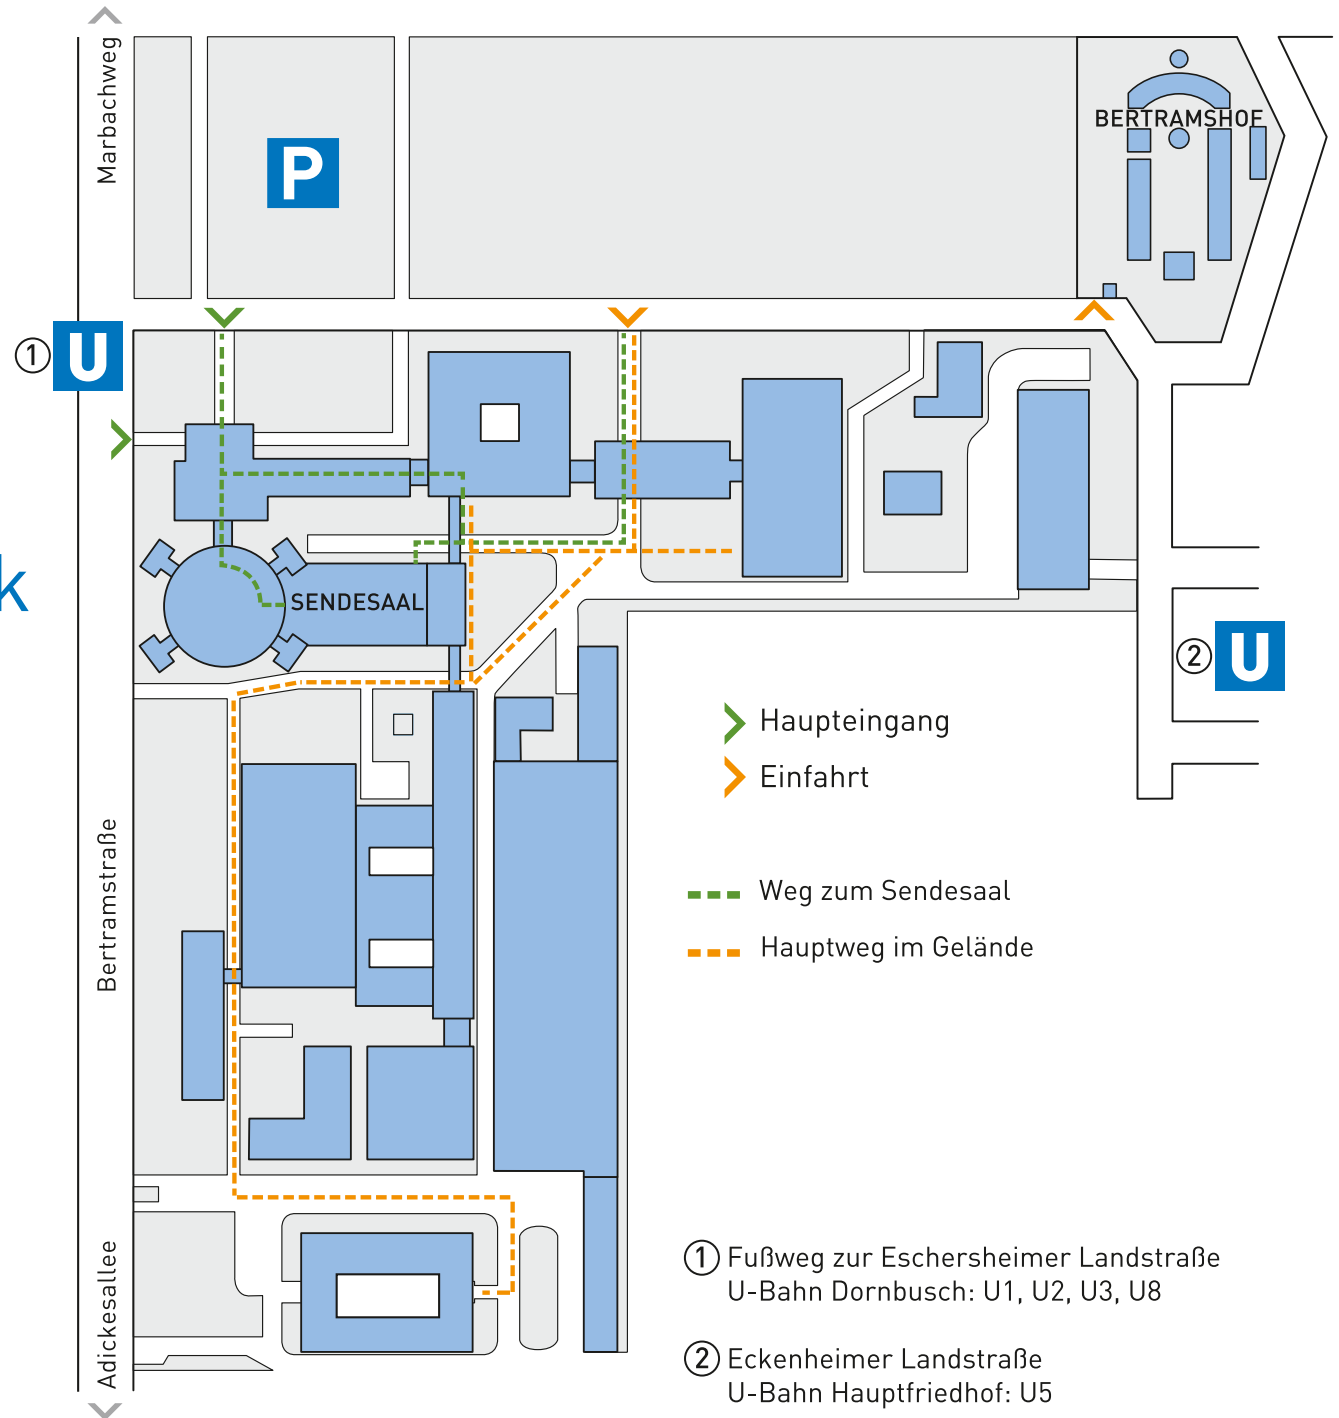 Marbachweg
P
BERTRAMSHOF
1 U
k
SENDESAAL
2 U
Haupteingang
Einfahrt
Bertramstraße
Weg zum Sendesaal
Hauptweg im Gelände
Adickesallee
1 Fußweg zur Eschersheimer Landstraße
U-Bahn Dornbusch: U1, U2, U3, U8
2 Eckenheimer Landstraße
U-Bahn Hauptfriedhof: U5